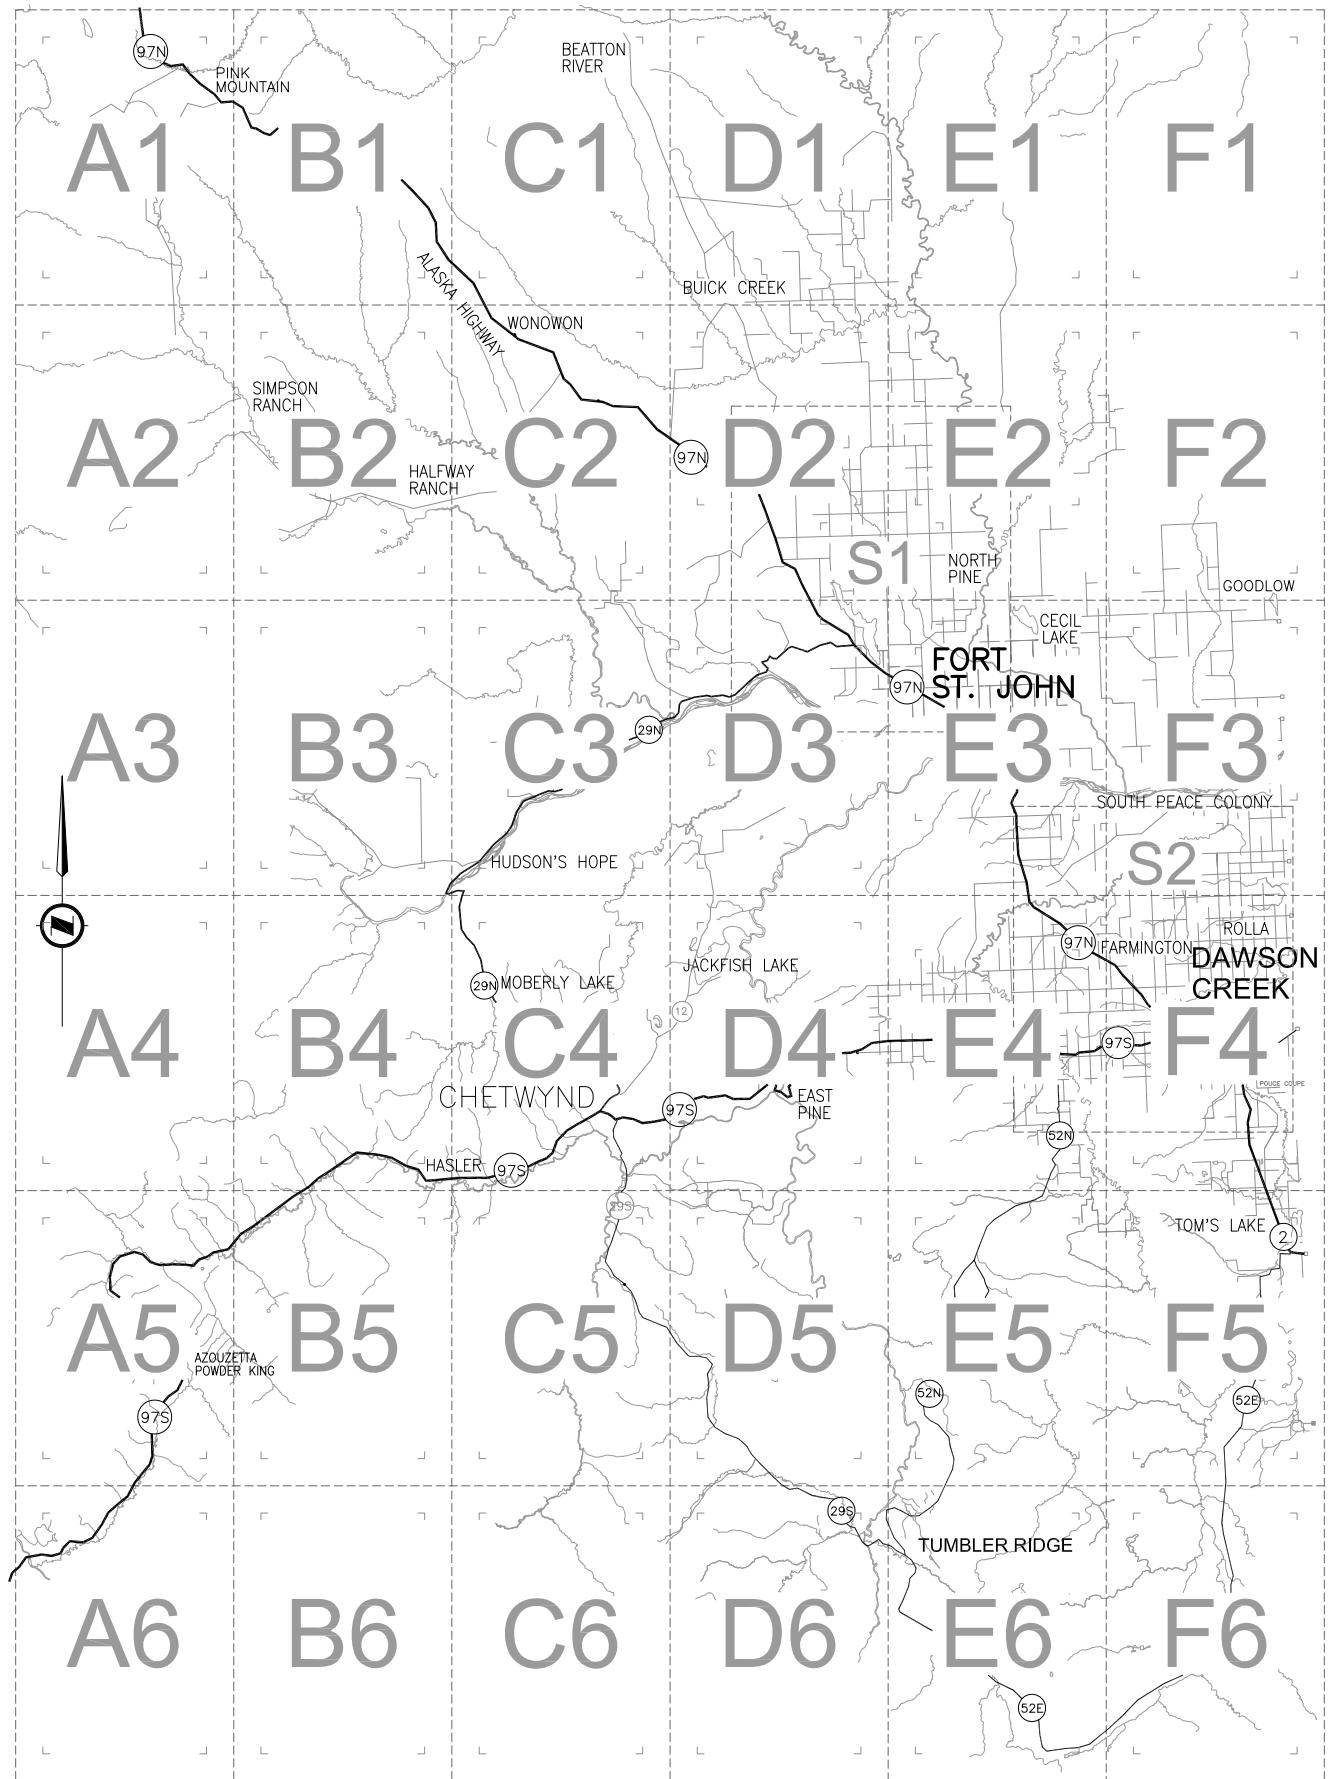 97N
PINK
MOUNTAIN
BEATTON
RIVER
A1
B1
C1
D1
E1
F1
ALASKA HIGHWAY
BUICK CREEK
WONOWON
SIMPSON
RANCH
A2
B2
C2
D2
E2
F2
97N
HALFWAY
RANCH
S1
NORTH
PINE
GOODLOW
CECIL
LAKE
FORT
ST. JOHN
97N
29N
A3
B3
C3
D3
E3
F3
SOUTH PEACE COLONY
HUDSON'S HOPE
S2
N
ROLLA
97N
FARMINGTON
DAWSON
CREEK
JACKFISH LAKE
29N
MOBERLY LAKE
12
A4
B4
C4
D4
E4
F4
97S
POUCE COUPE
CHETWYND
EAST
PINE
97S
52N
HASLER
97S
29S
TOM'S LAKE
2
A5
B5
C5
D5
E5
F5
AZOUZETTA
POWDER KING
97S
52N
52E
29S
TUMBLER RIDGE
A6
B6
C6
D6
E6
F6
52E